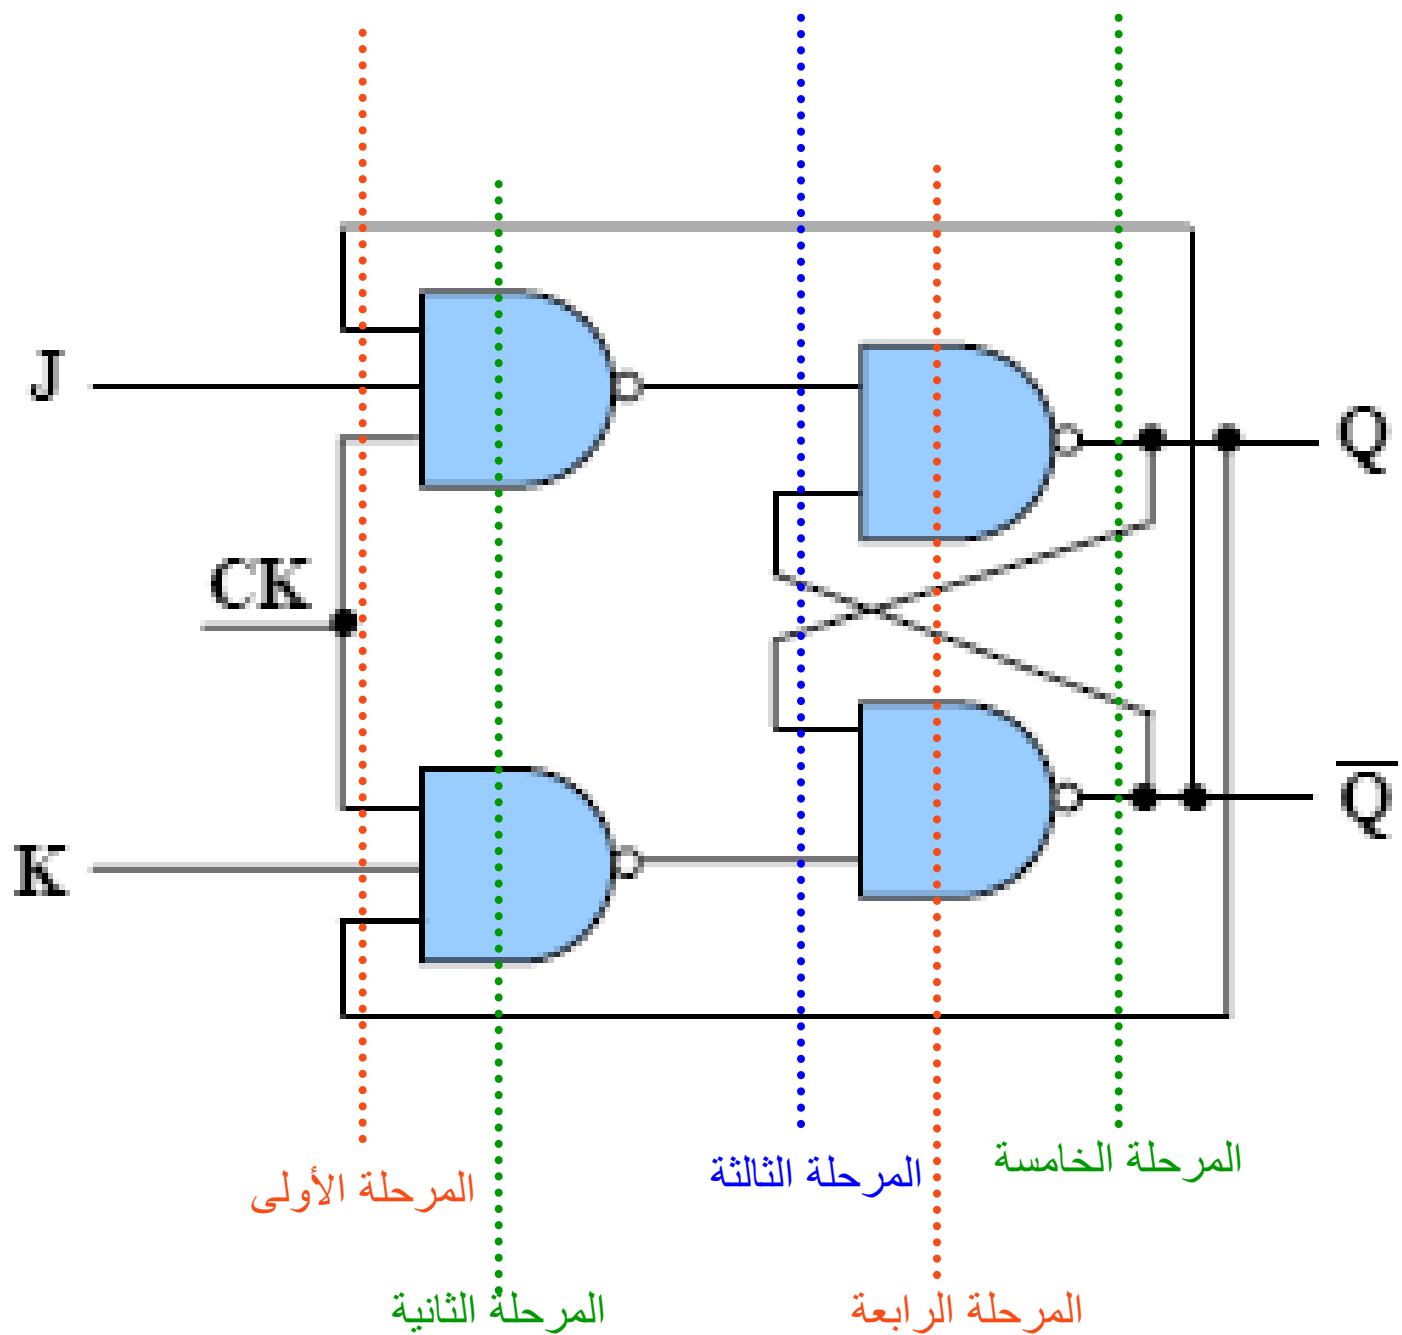 J
Q
CK
Q̅
K
المرحلة الخامسة
المرحلة الثالثة
المرحلة الأولى
المرحلة الرابعة
المرحلة الثانية